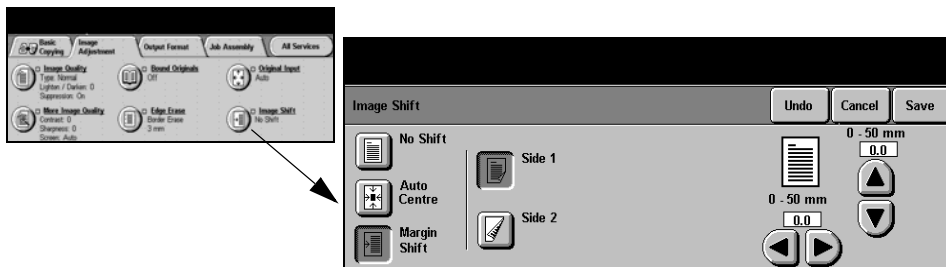 Basic Copying
Image Adjustment
Output Format
Job Assembly
All Services
Image Quality
Type: Normal
Lighten / Darken: 0
Suppression: On
Bound Originals
Off
Original Input
Auto
More Image Quality
Contrast: 0
Sharpness: 0
Screen: Auto
Edge Erase
Border Erase
3 mm
Image Shift
No Shift
Image Shift
Undo
Cancel
Save
No Shift
Auto
Centre
Margin
Shift
Side 1
Side 2
0 - 50 mm
0.0
0 - 50 mm
0.0